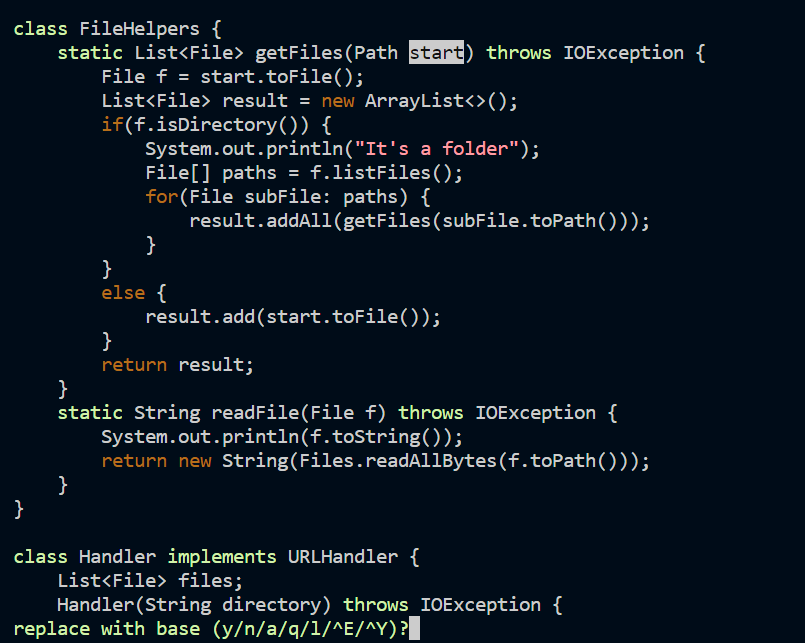 class FileHelpers {
    static List<File> getFiles(Path start) throws IOException {
        File f = start.toFile();
        List<File> result = new ArrayList<>();
        if(f.isDirectory()) {
            System.out.println("It's a folder");
            File[] paths = f.listFiles();
            for(File subFile: paths) {
                result.addAll(getFiles(subFile.toPath()));
            }
        }
        else {
            result.add(start.toFile());
        }
        return result;
    }
    static String readFile(File f) throws IOException {
        System.out.println(f.toString());
        return new String(Files.readAllBytes(f.toPath()));
    }
}

class Handler implements URLHandler {
    List<File> files;
    Handler(String directory) throws IOException {
replace with base (y/n/a/q/l/^E/^Y)?